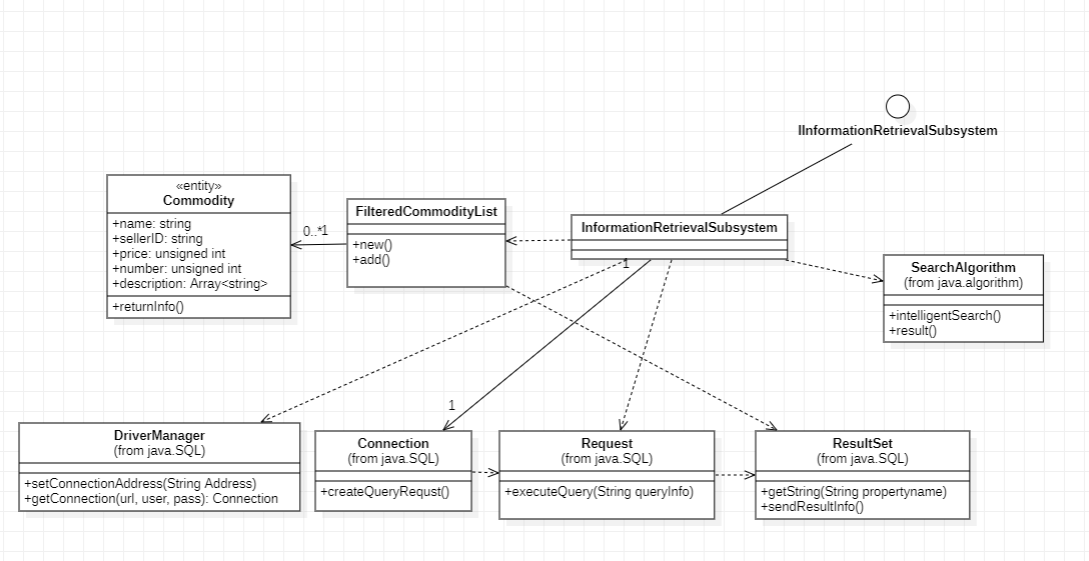 IInformationRetrievalSubsystem
«entity»
Commodity
+name: string
+sellerID: string
+price: unsigned int
+number: unsigned int
+description: Array<string>
+returnInfo()
0..*1
FilteredCommodityList
+new()
+add()
InformationRetrievalSubsystem
1
SearchAlgorithm
(from java.algorithm)
+intelligentSearch()
+result()
1
DriverManager
(from java.SQL)
+setConnectionAddress(String Address)
+getConnection(url, user, pass): Connection
Connection
(from java.SQL)
+createQueryRequst()
Request
(from java.SQL)
+executeQuery(String queryInfo)
ResultSet
(from java.SQL)
+getString(String propertyname)
+sendResultInfo()